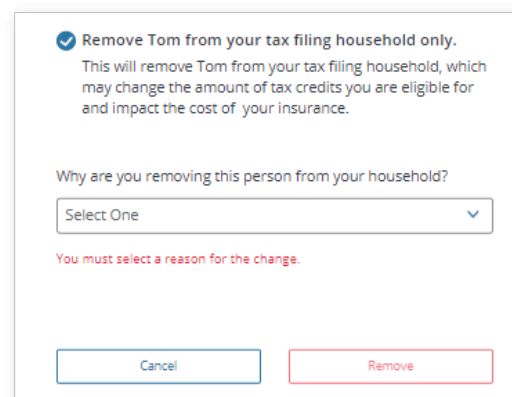 Remove Tom from your tax filing household only.
This will remove Tom from your tax filing household, which
may change the amount of tax credits you are eligible for
and impact the cost of your insurance.
Why are you removing this person from your household?
Select One
You must select a reason for the change.
Cancel
Remove